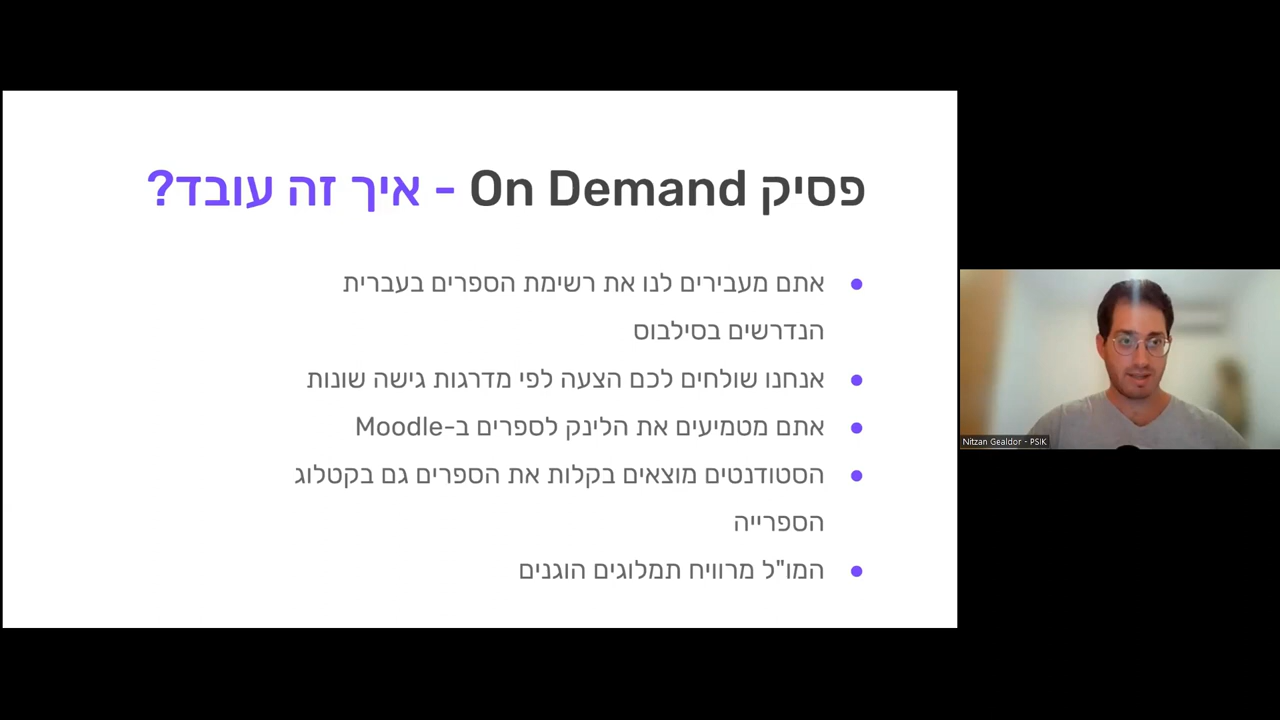 פסיק On Demand - איך זה עובד?
אתם מעבירים לנו את רשימת הספרים בעברית
הנדרשים בסילבוס
אנחנו שולחים לכם הצעה לפי מדרגות גישה שונות
אתם מטמיעים את הלינק לספרים ב-Moodle
הסטודנטים מוצאים בקלות את הספרים גם בקטלוג
הספרייה
המו"ל מרוויח תמלוגים הוגנים
Nitzan Gealdor - PSIK